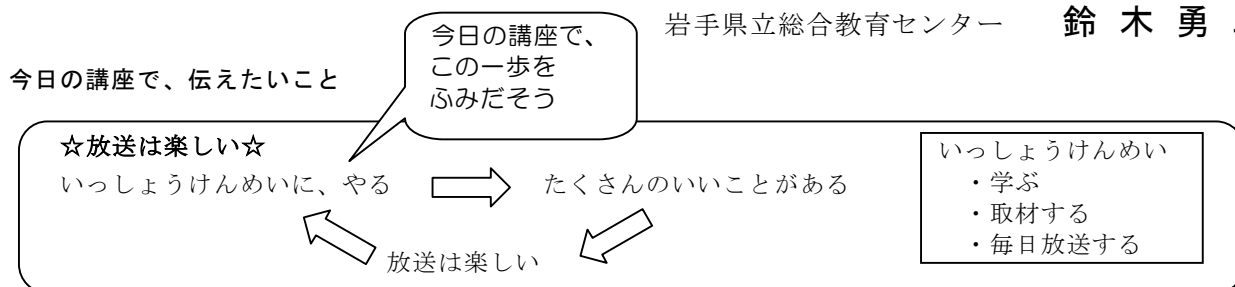 岩手県立総合教育センター 鈴木勇
今日の講座で、
この一歩を
ふみだそう
今日の講座で、伝えたいこと
☆放送は楽しい☆
いっしょうけんめいに、やる
たくさんのいいことがある
放送は楽しい
いっしょうけんめい
・学ぶ
・取材する
・毎日放送する